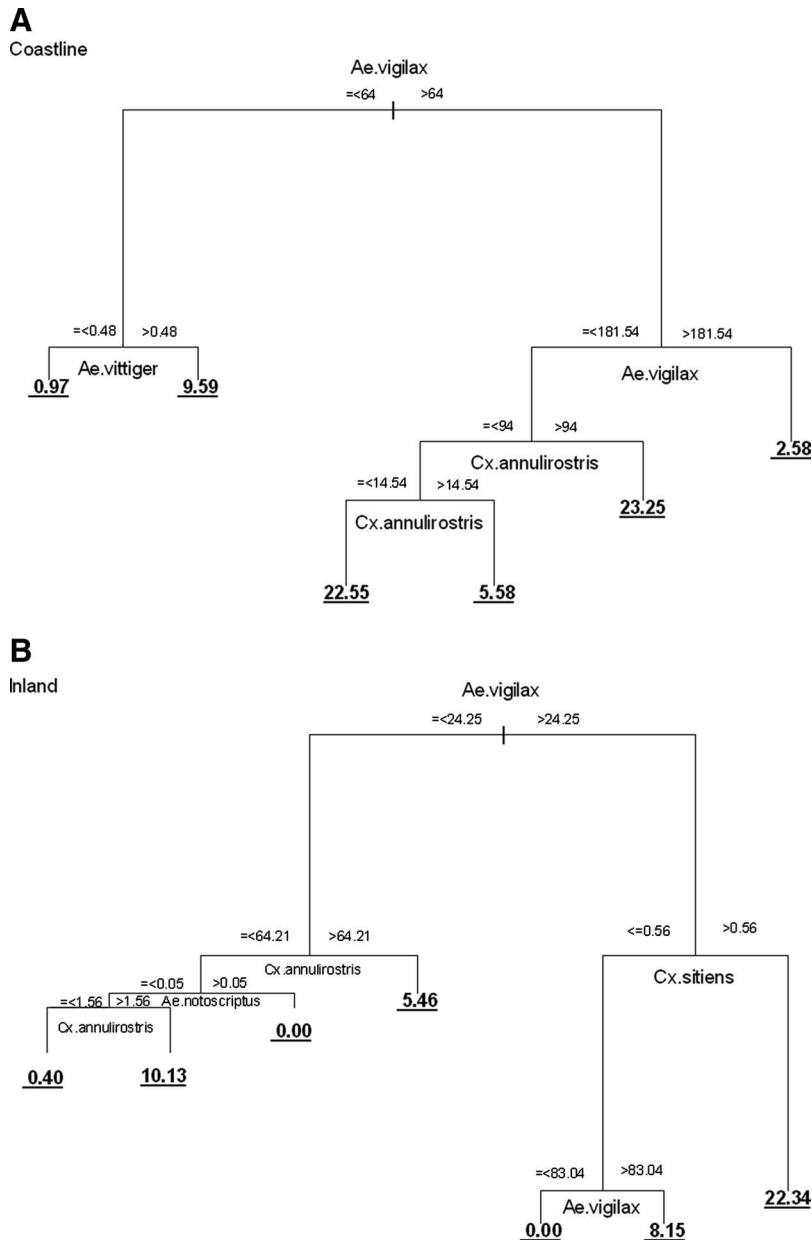 A
Coastline
Ae.vigilax
=<64 >64
=<0.48 >0.48
Ae.vittiger
0.97 9.59
=<181.54 >181.54
Ae.vigilax
2.58
=<94 >94
Cx.annulirostris
23.25
=<14.54 >14.54
Cx.annulirostris
22.55 5.58
B
Inland
Ae.vigilax
=<24.25 >24.25
=<64.21 >64.21
Cx.annulirostris
5.46
=<0.05 >0.05
Ae.notoscriptus
0.00
=<1.56 >1.56
Cx.annulirostris
0.40 10.13
<=0.56 >0.56
Cx.sitiens
22.34
=<83.04 >83.04
Ae.vigilax
0.00 8.15